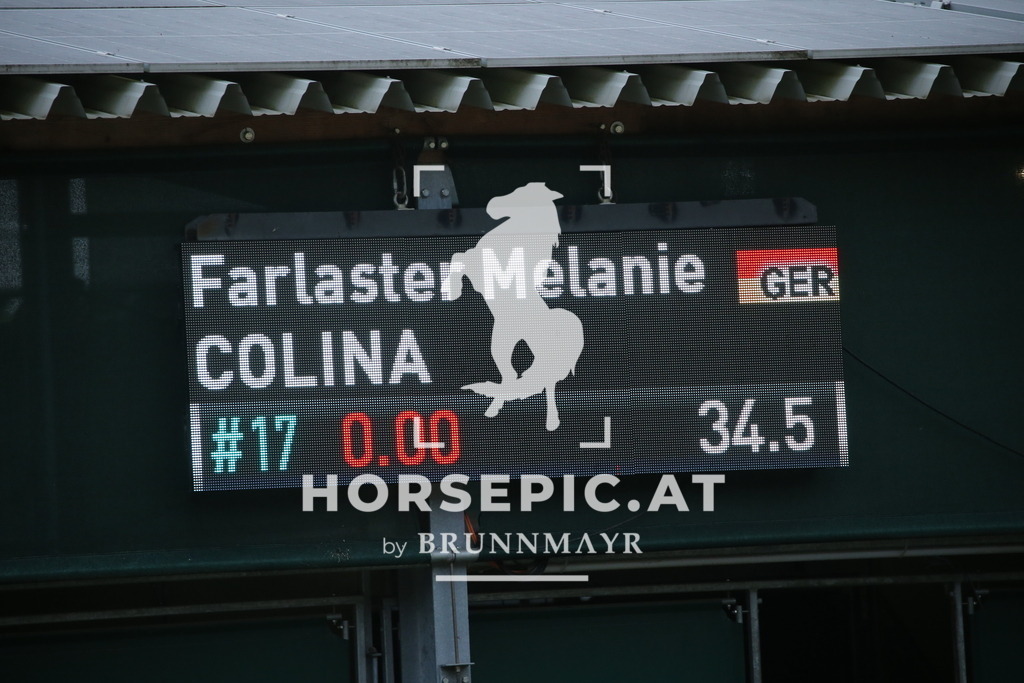 Farlaster Melanie GER
COLINA
#17 0.00 34.5
HORSEPIC.AT
by BRUNNMAYR